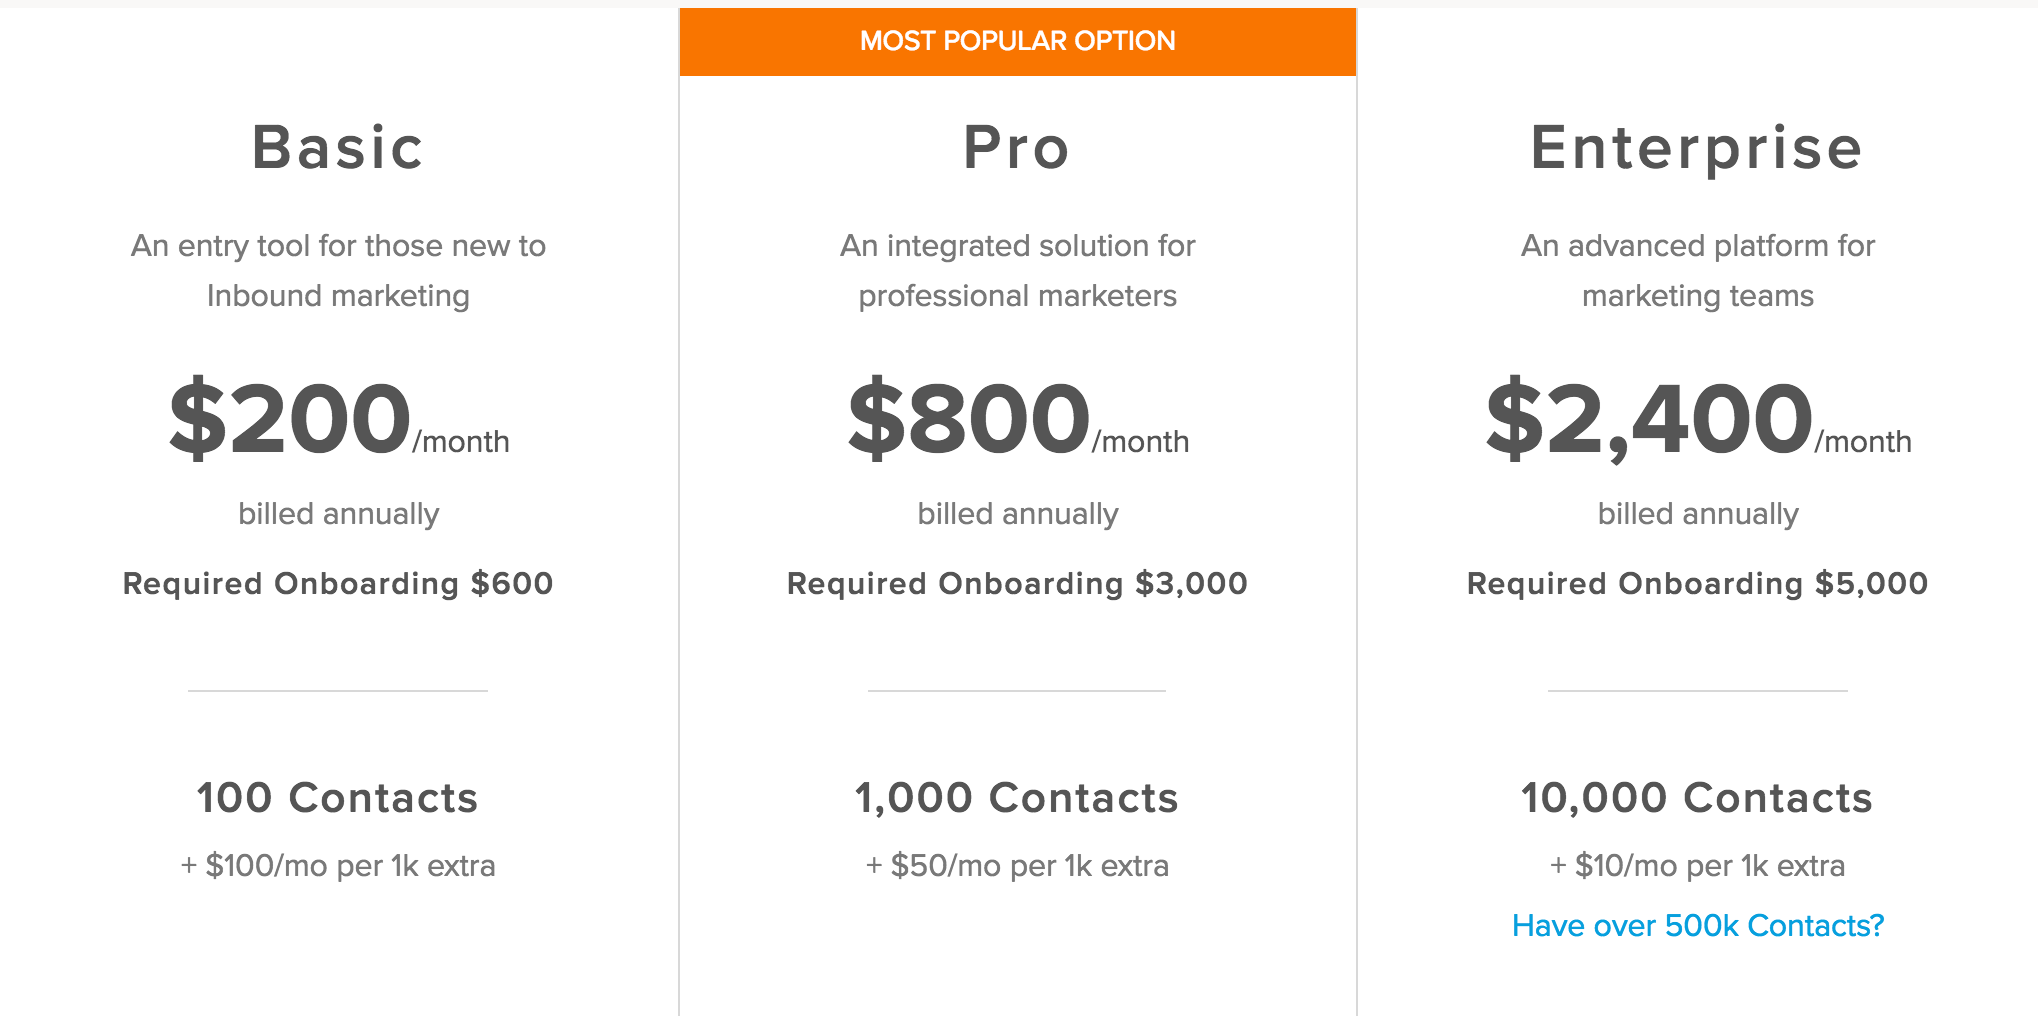 MOST POPULAR OPTION
Basic
An entry tool for those new to
Inbound marketing
$200/month
billed annually
Required Onboarding $600
100 Contacts
+ $100/mo per 1k extra
Pro
An integrated solution for
professional marketers
$800/month
billed annually
Required Onboarding $3,000
1,000 Contacts
+ $50/mo per 1k extra
Enterprise
An advanced platform for
marketing teams
$2,400/month
billed annually
Required Onboarding $5,000
10,000 Contacts
+ $10/mo per 1k extra
Have over 500k Contacts?